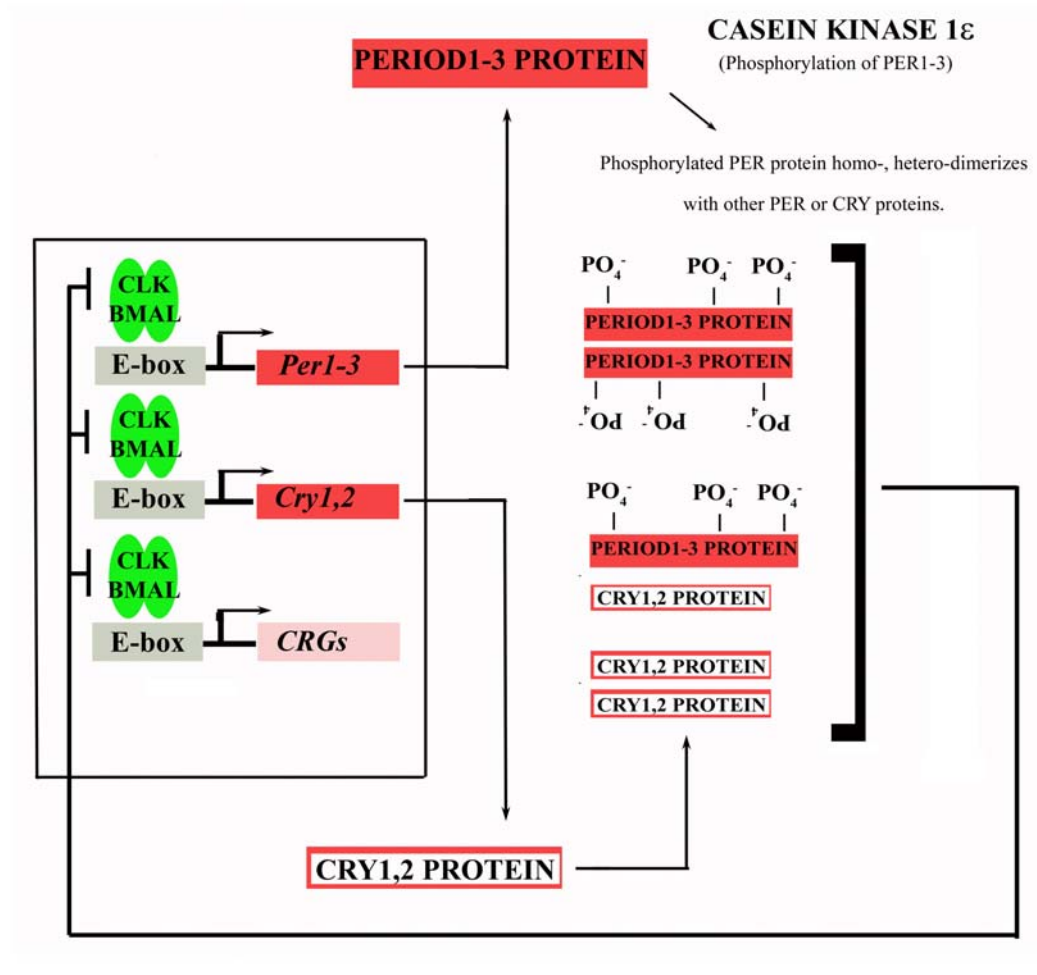 CASEIN KINASE 1ε
(Phosphorylation of PER1-3)
PERIOD1-3 PROTEIN
Phosphorylated PER protein homo-, hetero-dimerizes
with other PER or CRY proteins.
CLK
BMAL
E-box
Per1-3
CLK
BMAL
E-box
Cry1,2
CLK
BMAL
E-box
CRGs
PO4- PO4- PO4-
PERIOD1-3 PROTEIN
PERIOD1-3 PROTEIN
PO4- PO4- PO4-
PO4- PO4- PO4-
PERIOD1-3 PROTEIN
CRY1,2 PROTEIN
CRY1,2 PROTEIN
CRY1,2 PROTEIN
CRY1,2 PROTEIN